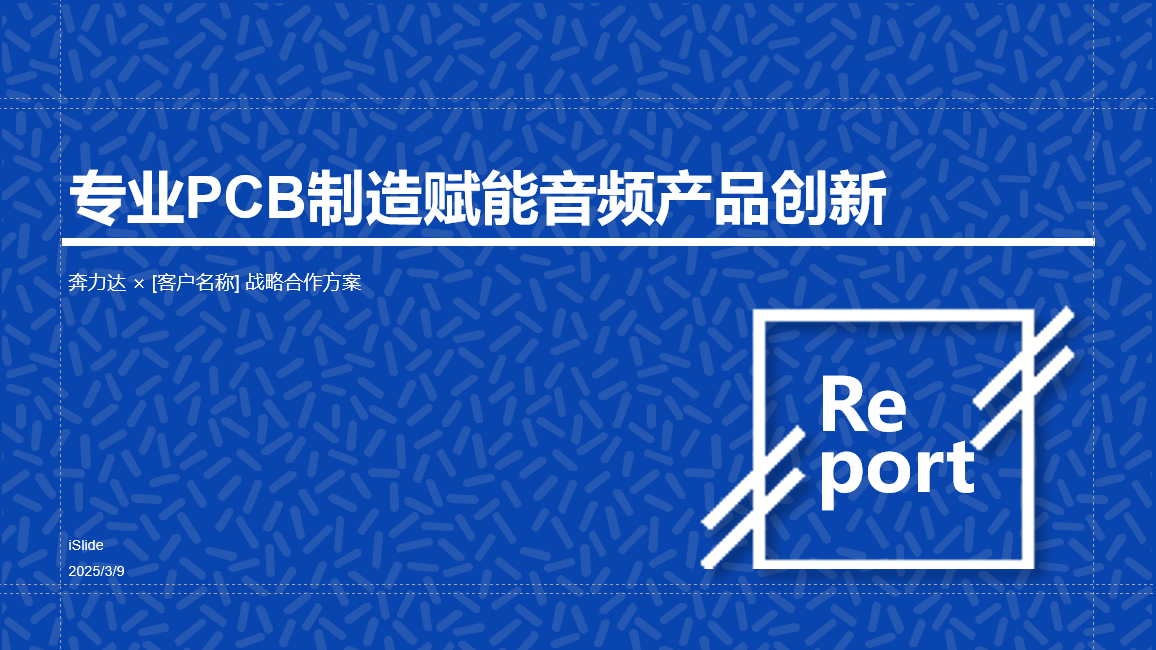 专业PCB制造赋能音频产品创新
奔力达 × [客户名称] 战略合作方案
Re
port
iSlide
2025/3/9